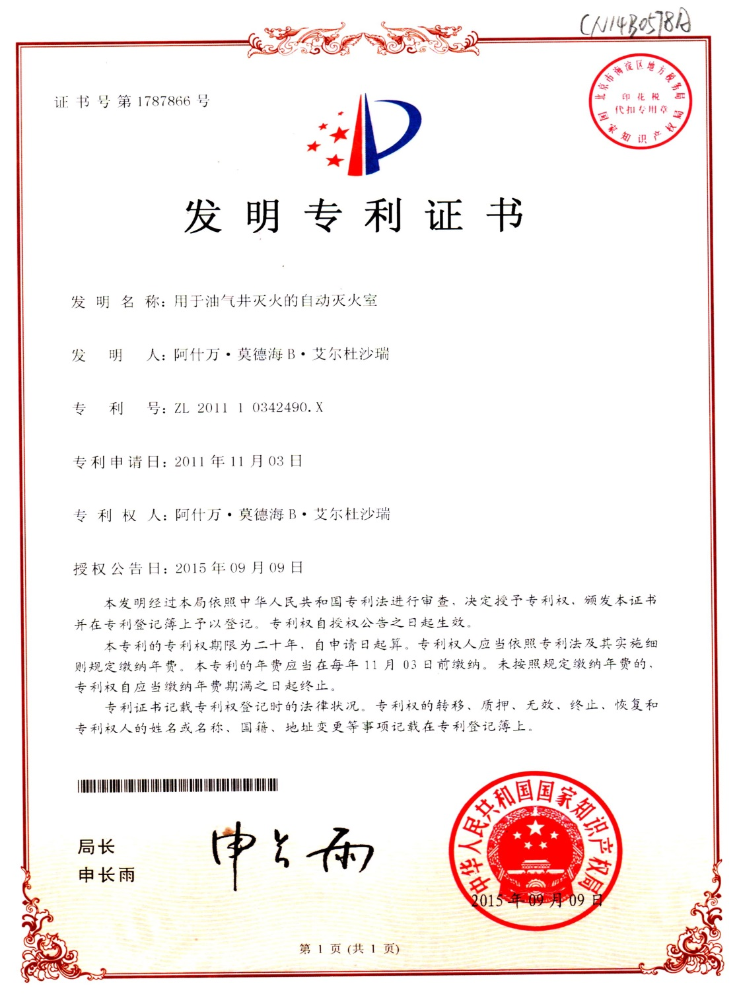 CN14B0578A
北京市海淀区地方税务局
印花税
代扣专用章
国家知识产权局
证书号第1787866号
发明专利证书
发明名称：用于油气井灭火的自动灭火室
发明人：阿什万·莫德海B·艾尔杜沙瑞
专利号：ZL 2011 1 0342490.X
专利申请日：2011年11月03日
专利权人：阿什万·莫德海B·艾尔杜沙瑞
授权公告日：2015年09月09日
本发明经过本局依照中华人民共和国专利法进行审查，决定授予专利权，颁发本证书
并在专利登记簿上予以登记。专利权自授权公告之日起生效。
本专利的专利权期限为二十年，自申请日起算。专利权人应当依照专利法及其实施细
则规定缴纳年费。本专利的年费应当在每年11月03日前缴纳。未按照规定缴纳年费的，
专利权自应当缴纳年费期满之日起终止。
专利证书记载专利权登记时的法律状况。专利权的转移、质押、无效、终止、恢复和
专利权人的姓名或名称、国籍、地址变更等事项记载在专利登记簿上。
局长
申长雨
申长雨
中华人民共和国国家知识产权局
2015年09月09日
第1页(共1页)